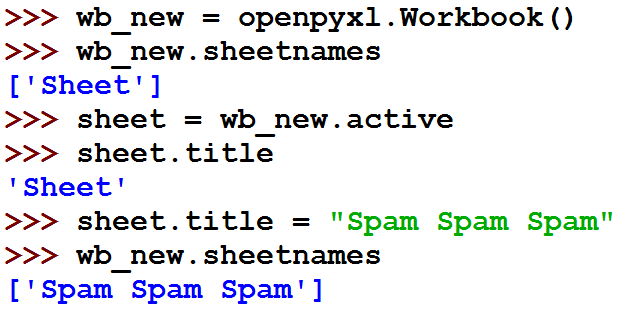 >>> wb_new = openpyxl.Workbook()
>>> wb_new.sheetnames
['Sheet']
>>> sheet = wb_new.active
>>> sheet.title
'Sheet'
>>> sheet.title = "Spam Spam Spam"
>>> wb_new.sheetnames
['Spam Spam Spam']